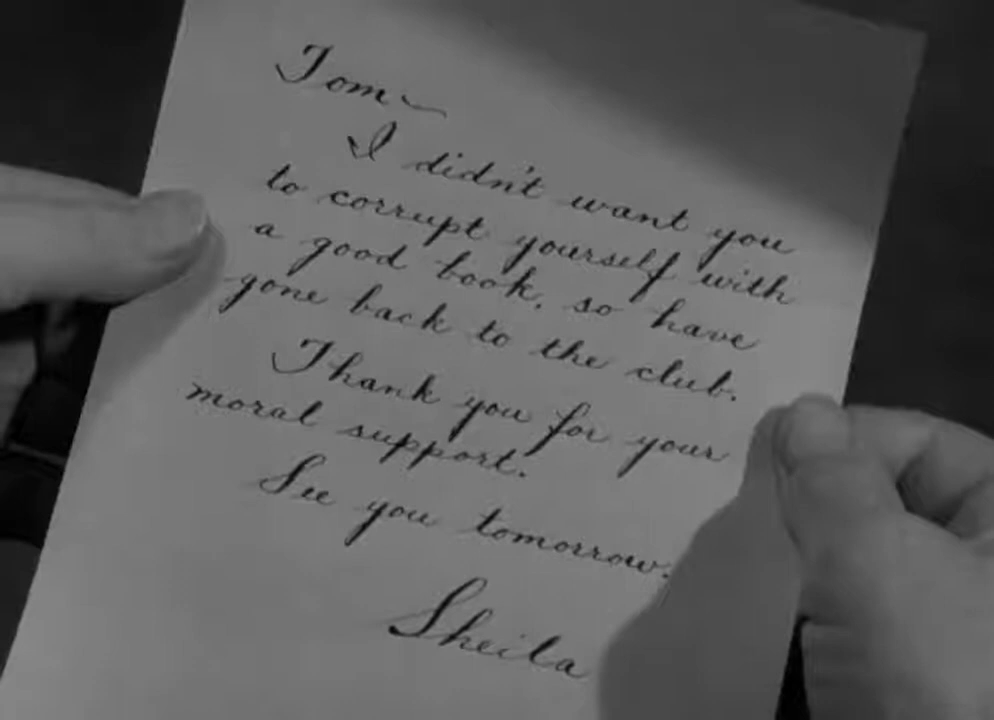 Tom~
I didn't want you
to corrupt yourself with
a good book, so have
gone back to the club.
Thank you for your
moral support.
See you tomorrow.
Sheila